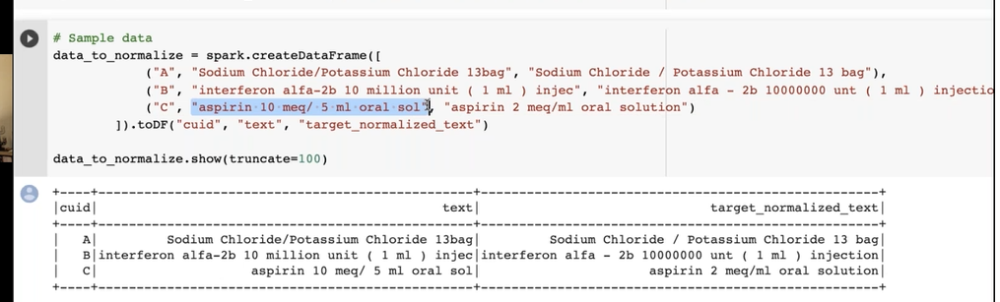 # Sample data
data_to_normalize = spark.createDataFrame([
("A", "Sodium Chloride/Potassium Chloride 13bag", "Sodium Chloride / Potassium Chloride 13 bag"),
("B", "interferon alfa-2b 10 million unit ( 1 ml ) injec", "interferon alfa - 2b 10000000 unt ( 1 ml ) injectio
("C", "aspirin 10 meq/ 5 ml oral sol", "aspirin 2 meq/ml oral solution")
]).toDF("cuid", "text", "target_normalized_text")
data_to_normalize.show(truncate=100)
+----+-------------------------------------------------+---------------------------------------------------+
|cuid| text| target_normalized_text|
+----+-------------------------------------------------+---------------------------------------------------+
| A| Sodium Chloride/Potassium Chloride 13bag| Sodium Chloride / Potassium Chloride 13 bag|
| B|interferon alfa-2b 10 million unit ( 1 ml ) injec|interferon alfa - 2b 10000000 unt ( 1 ml ) injection|
| C| aspirin 10 meq/ 5 ml oral sol| aspirin 2 meq/ml oral solution|
+----+-------------------------------------------------+---------------------------------------------------+